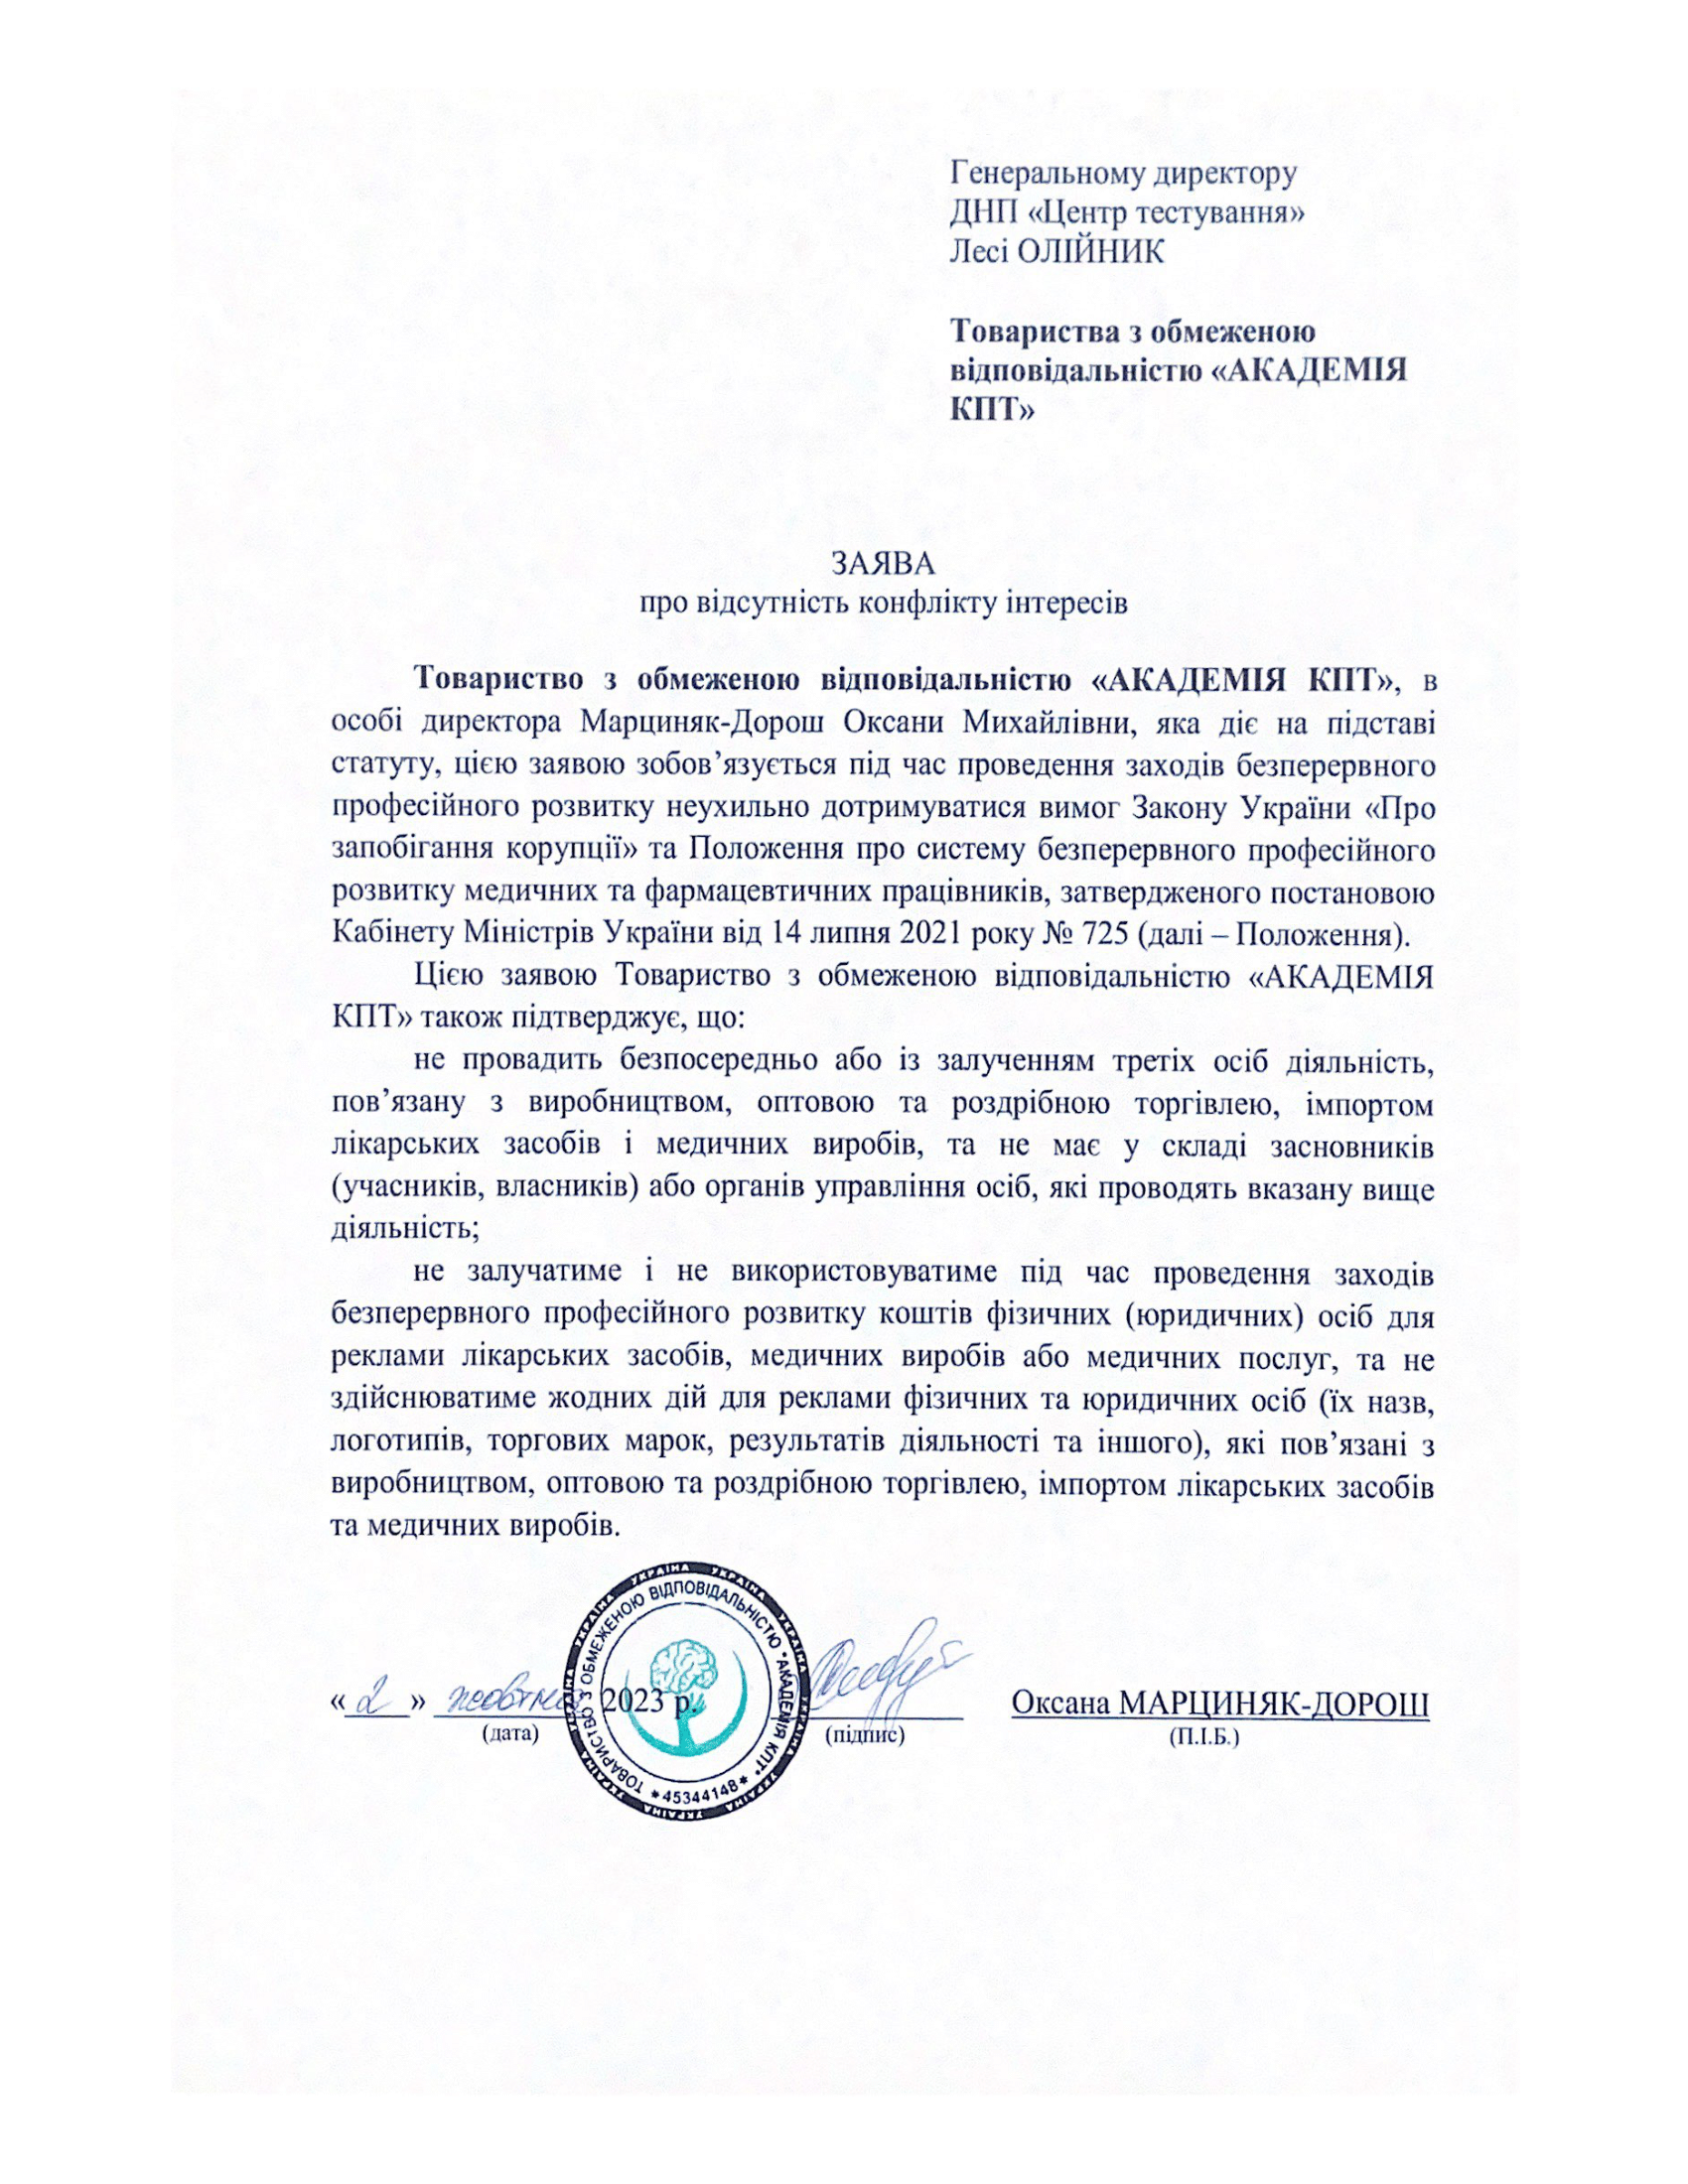 Генеральному директору
ДНП «Центр тестування»
Лесі ОЛІЙНИК
Товариства з обмеженою
відповідальністю «АКАДЕМІЯ
КПТ»
ЗАЯВА
про відсутність конфлікту інтересів
Товариство з обмеженою відповідальністю «АКАДЕМІЯ КПТ», в
особі директора Марциняк-Дорош Оксани Михайлівни, яка діє на підставі
статуту, цією заявою зобов’язується під час проведення заходів безперервного
професійного розвитку неухильно дотримуватися вимог Закону України «Про
запобігання корупції» та Положення про систему безперервного професійного
розвитку медичних та фармацевтичних працівників, затвердженого постановою
Кабінету Міністрів України від 14 липня 2021 року № 725 (далі – Положення).
Цією заявою Товариство з обмеженою відповідальністю «АКАДЕМІЯ
КПТ» також підтверджує, що:
не провадить безпосередньо або із залученням третіх осіб діяльність,
пов’язану з виробництвом, оптовою та роздрібною торгівлею, імпортом
лікарських засобів і медичних виробів, та не має у складі засновників
(учасників, власників) або органів управління осіб, які проводять вказану вище
діяльність;
не залучатиме і не використовуватиме під час проведення заходів
безперервного професійного розвитку коштів фізичних (юридичних) осіб для
реклами лікарських засобів, медичних виробів або медичних послуг, та не
здійснюватиме жодних дій для реклами фізичних та юридичних осіб (їх назв,
логотипів, торгових марок, результатів діяльності та іншого), які пов’язані з
виробництвом, оптовою та роздрібною торгівлею, імпортом лікарських засобів
та медичних виробів.
«2» жовтня 2023 р. Оксана МАРЦИНЯК-ДОРОШ
(дата) (підпис) (П.І.Б.)
УКРАЇНА УКРАЇНА УКРАЇНА УКРАЇНА УКРАЇНА УКРАЇНА УКРАЇНА УКРАЇНА УКРАЇНА УКРАЇНА
ТОВАРИСТВО З ОБМЕЖЕНОЮ ВІДПОВІДАЛЬНІСТЮ "АКАДЕМІЯ КПТ"
*45344148*